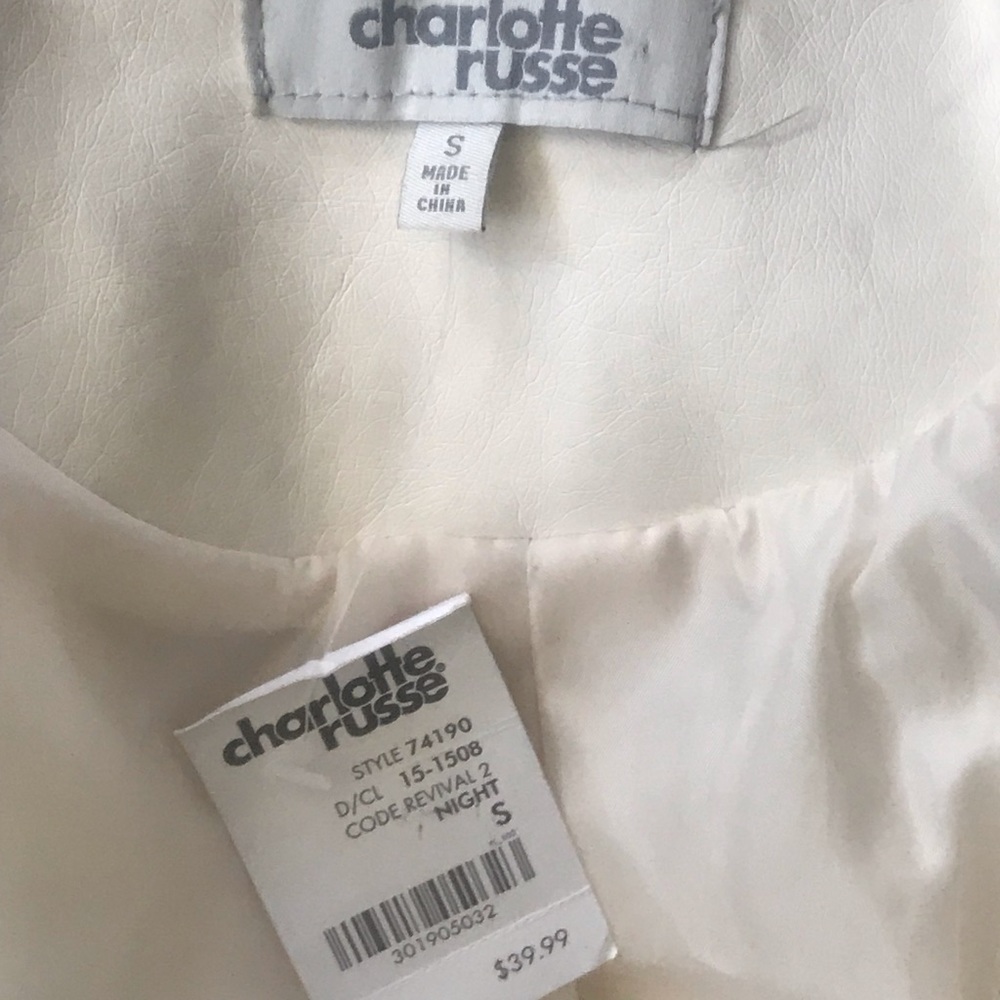 charlotte
russe
S
MADE
IN
CHINA
charlotte
russe
STYLE 74190
D/CL 15-1508
CODE REVIVAL 2
NIGHT
S
301905032
$39.99